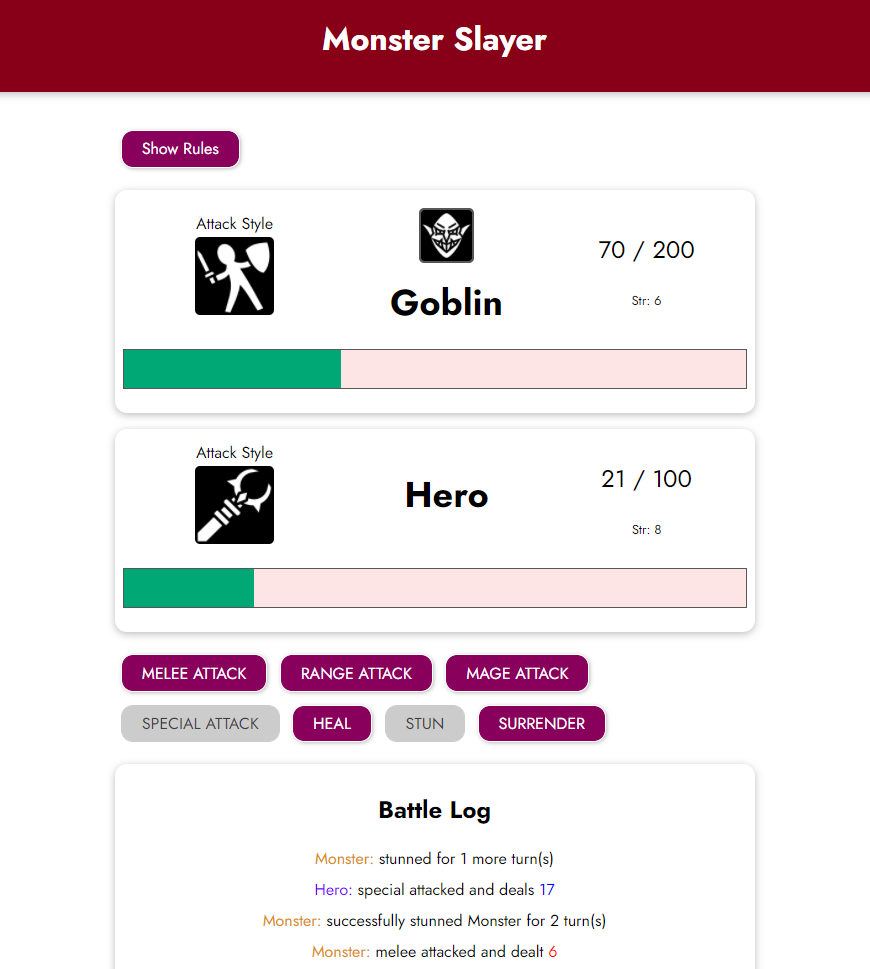 Monster Slayer
Show Rules
Attack Style
Goblin
70 / 200
Str: 6
Attack Style
Hero
21 / 100
Str: 8
MELEE ATTACK
RANGE ATTACK
MAGE ATTACK
SPECIAL ATTACK
HEAL
STUN
SURRENDER
Battle Log
Monster: stunned for 1 more turn(s)
Hero: special attacked and deals 17
Monster: successfully stunned Monster for 2 turn(s)
Monster: melee attacked and dealt 6